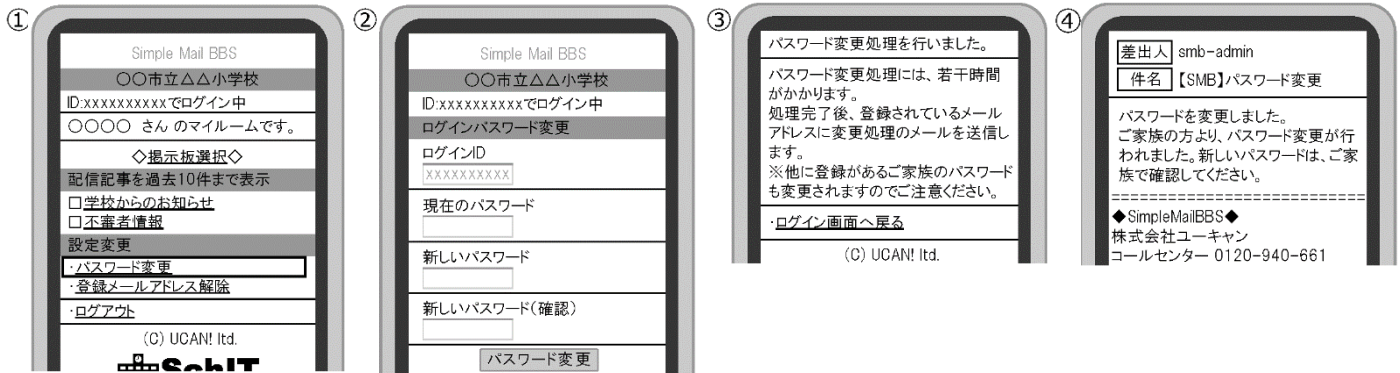 ①
Simple Mail BBS
〇〇市立△△小学校
ID:xxxxxxxxxxでログイン中
〇〇〇〇 さん のマイルームです。
◇掲示板選択◇
配信記事を過去10件まで表示
□学校からのお知らせ
□不審者情報
設定変更
・パスワード変更
・登録メールアドレス解除
・ログアウト
(C) UCAN! ltd.
SchIT
②
Simple Mail BBS
〇〇市立△△小学校
ID:xxxxxxxxxxでログイン中
ログインパスワード変更
ログインID
xxxxxxxxxx
現在のパスワード
新しいパスワード
新しいパスワード(確認)
パスワード変更
③
パスワード変更処理を行いました。
パスワード変更処理には、若干時間
がかかります。
処理完了後、登録されているメール
アドレスに変更処理のメールを送信し
ます。
※他に登録があるご家族のパスワード
も変更されますのでご注意ください。
・ログイン画面へ戻る
(C) UCAN! ltd.
④
差出人 smb-admin
件名 【SMB】パスワード変更
パスワードを変更しました。
ご家族の方より、パスワード変更が行
われました。新しいパスワードは、ご家
族で確認してください。
==============================
◆SimpleMailBBS◆
株式会社ユーキャン
コールセンター 0120-940-661